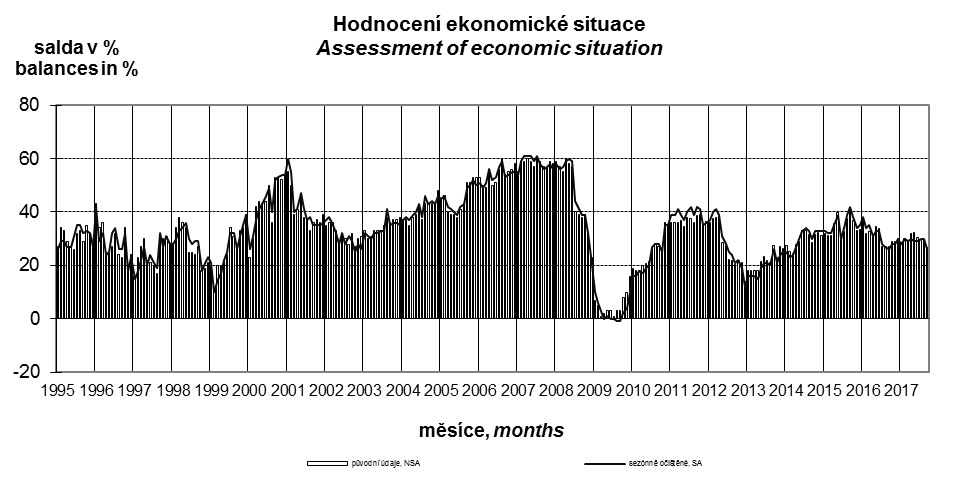 Hodnocení ekonomické situace
Assessment of economic situation
salda v %
balances in %
80
60
40
20
0
-20
1995 1996 1997 1998 1999 2000 2001 2002 2003 2004 2005 2006 2007 2008 2009 2010 2011 2012 2013 2014 2015 2016 2017
měsíce, months
původní údaje, NSA
sezónně očištěné, SA